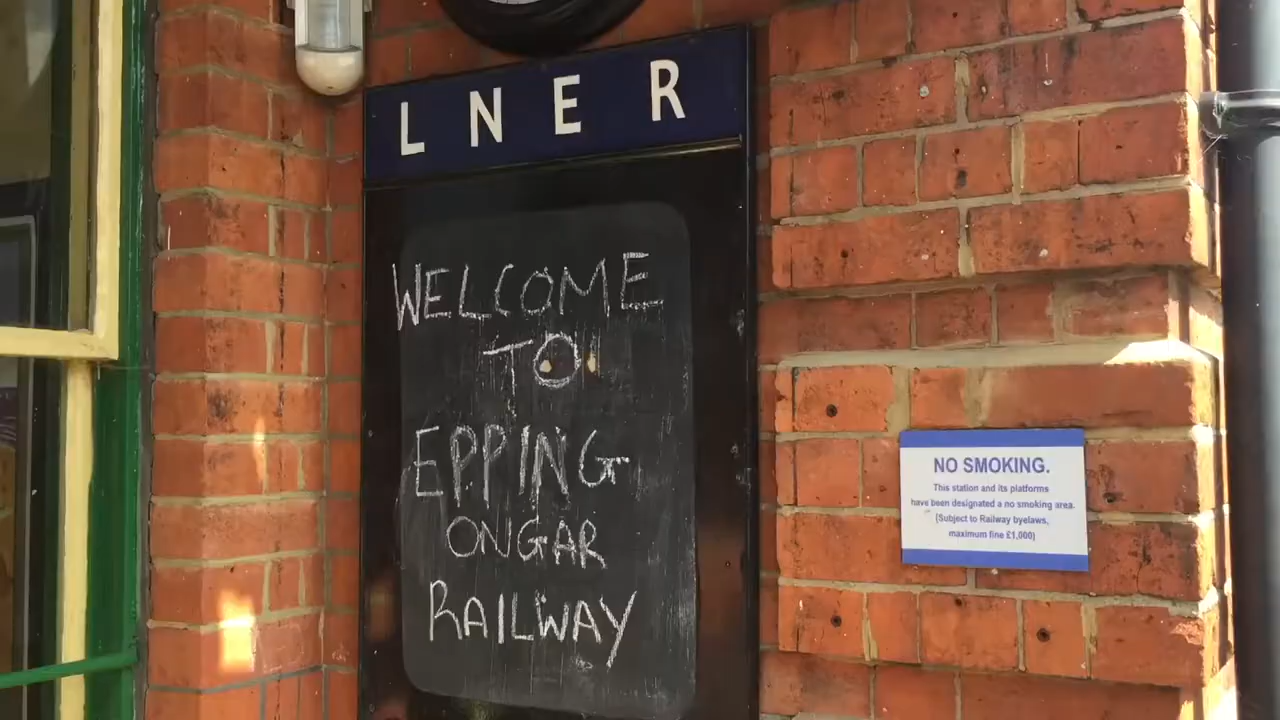 LNER
WELCOME
TO
EPPING
ONGAR
RAILWAY
NO SMOKING.
This station and its platforms
have been designated a no smoking area.
(Subject to Railway byelaws,
maximum fine £1,000)